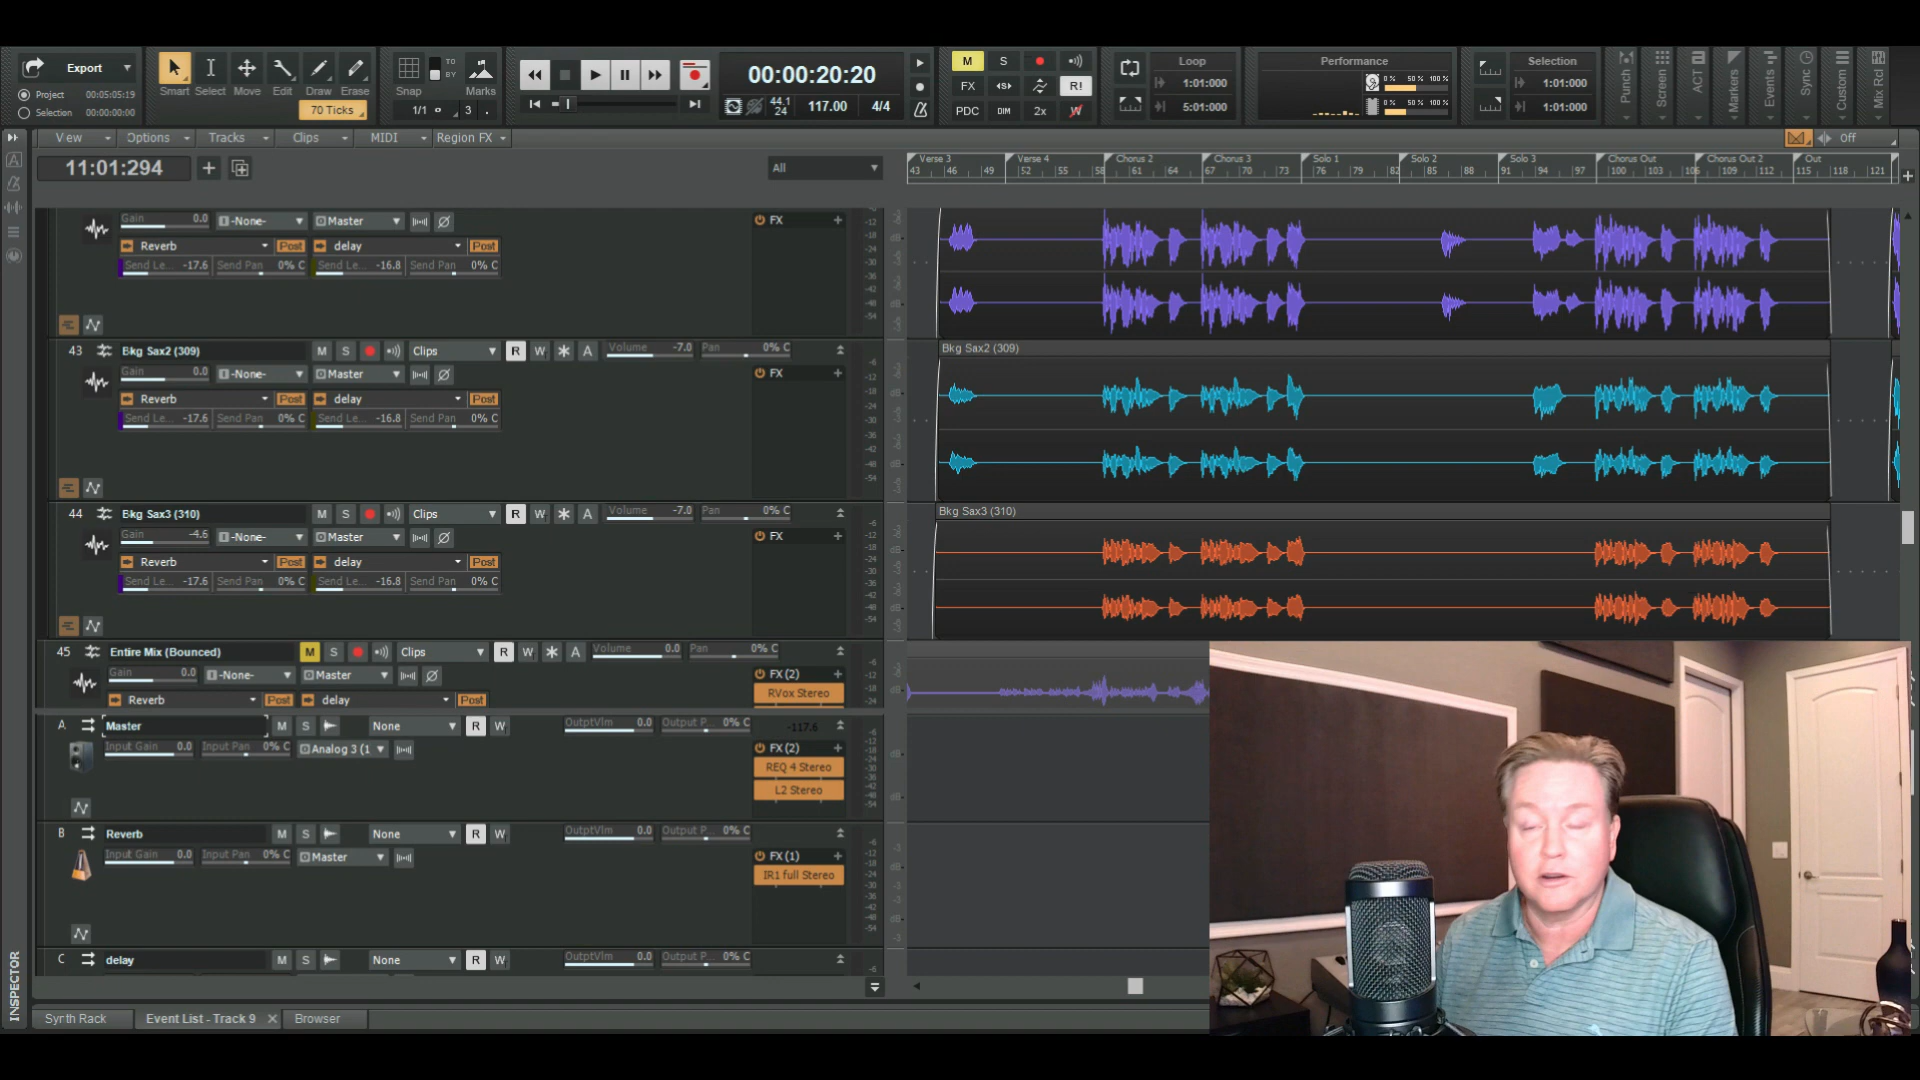 Export
Project 00:05:05:19
Selection 00:00:00:00
Smart Select Move Edit Draw Erase
70 Ticks
TO
BY
Snap Marks
1/1 3
00:00:20:20
44.1
24 117.00 4/4
M S
FX R!
PDC DIM 2x W
Loop
1:01:000
5:01:000
Performance
0 % 50 % 100 %
0 % 50 % 100 %
Selection
1:01:000
1:01:000
Punch
Screen
ACT
Markers
Events
Sync
Custom
Mix Rcl
View Options Tracks Clips MIDI Region FX
Off
11:01:294
All
Verse 3 Verse 4 Chorus 2 Chorus 3 Solo 1 Solo 2 Solo 3 Chorus Out Chorus Out 2 Out
43 46 49 52 55 58 61 64 67 70 73 76 79 82 85 88 91 94 97 100 103 106 109 112 115 118 121
Gain 0.0 -None- Master FX
Reverb Post delay Post
Send Le... -17.6 Send Pan 0% C Send Le... -16.8 Send Pan 0% C
43 Bkg Sax2 (309) M S Clips R W A Volume -7.0 Pan 0% C
Bkg Sax2 (309)
Gain 0.0 -None- Master FX
Reverb Post delay Post
Send Le... -17.6 Send Pan 0% C Send Le... -16.8 Send Pan 0% C
44 Bkg Sax3 (310) M S Clips R W A Volume -7.0 Pan 0% C
Bkg Sax3 (310)
Gain -4.6 -None- Master FX
Reverb Post delay Post
Send Le... -17.6 Send Pan 0% C Send Le... -16.8 Send Pan 0% C
45 Entire Mix (Bounced) M S Clips R W A Volume 0.0 Pan 0% C
Gain 0.0 -None- Master FX (2)
RVox Stereo
Reverb Post delay Post
A Master M S None R W OutptVlm 0.0 Output P... 0% C -117.6
Input Gain 0.0 Input Pan 0% C Analog 3 (1 FX (2)
REQ 4 Stereo
L2 Stereo
B Reverb M S None R W OutptVlm 0.0 Output P... 0% C
Input Gain 0.0 Input Pan 0% C Master FX (1)
IR1 full Stereo
C delay M S None R W OutptVlm 0.0 Output P... 0% C
INSPECTOR
Synth Rack Event List - Track 9 Browser